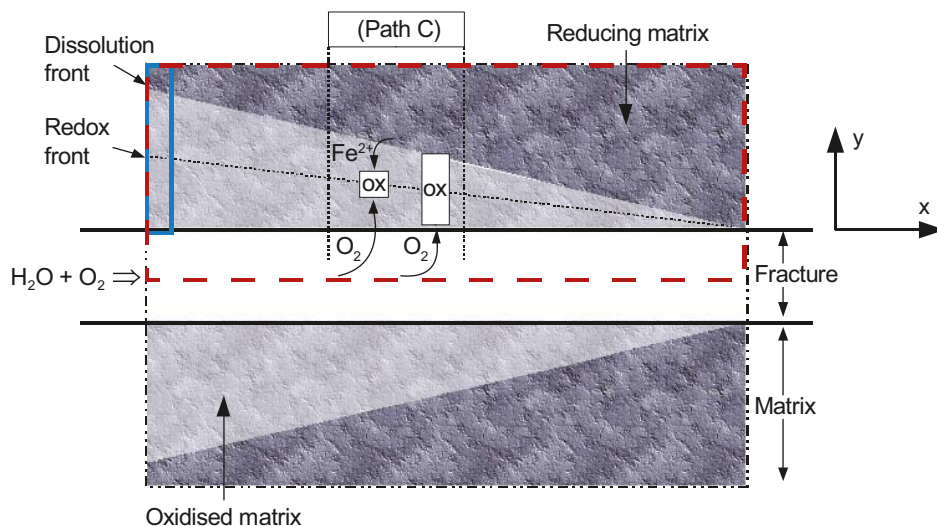 (Path C)
Dissolution
front
Reducing matrix
Redox
front
Fe²⁺
ox
ox
y
x
O₂
O₂
H₂O + O₂ ⇒
Fracture
Matrix
Oxidised matrix